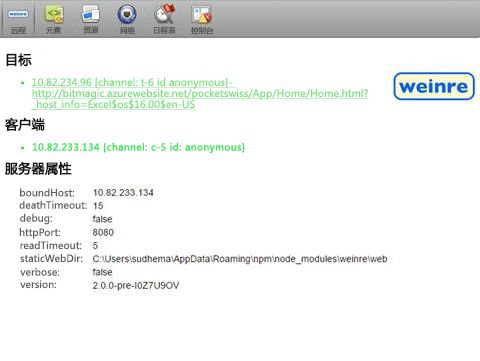 远程 元素 资源 网络 日程表 控制台
目标
10.82.234.96 [channel: t-6 id anonymous]-
http://bitmagic.azurewebsite.net/pocketswiss/App/Home/Home.html?
_host_info=Excel$os$16.00$en-US
weinre
客户端
10.82.233.134 [channel: c-5 id: anonymous]
服务器属性
boundHost: 10.82.233.134
deathTimeout: 15
debug: false
httpPort: 8080
readTimeout: 5
staticWebDir: C:\Users\sudhema\AppData\Roaming\npm\node_modules\weinre\web
verbose: false
version: 2.0.0-pre-I0Z7U9OV